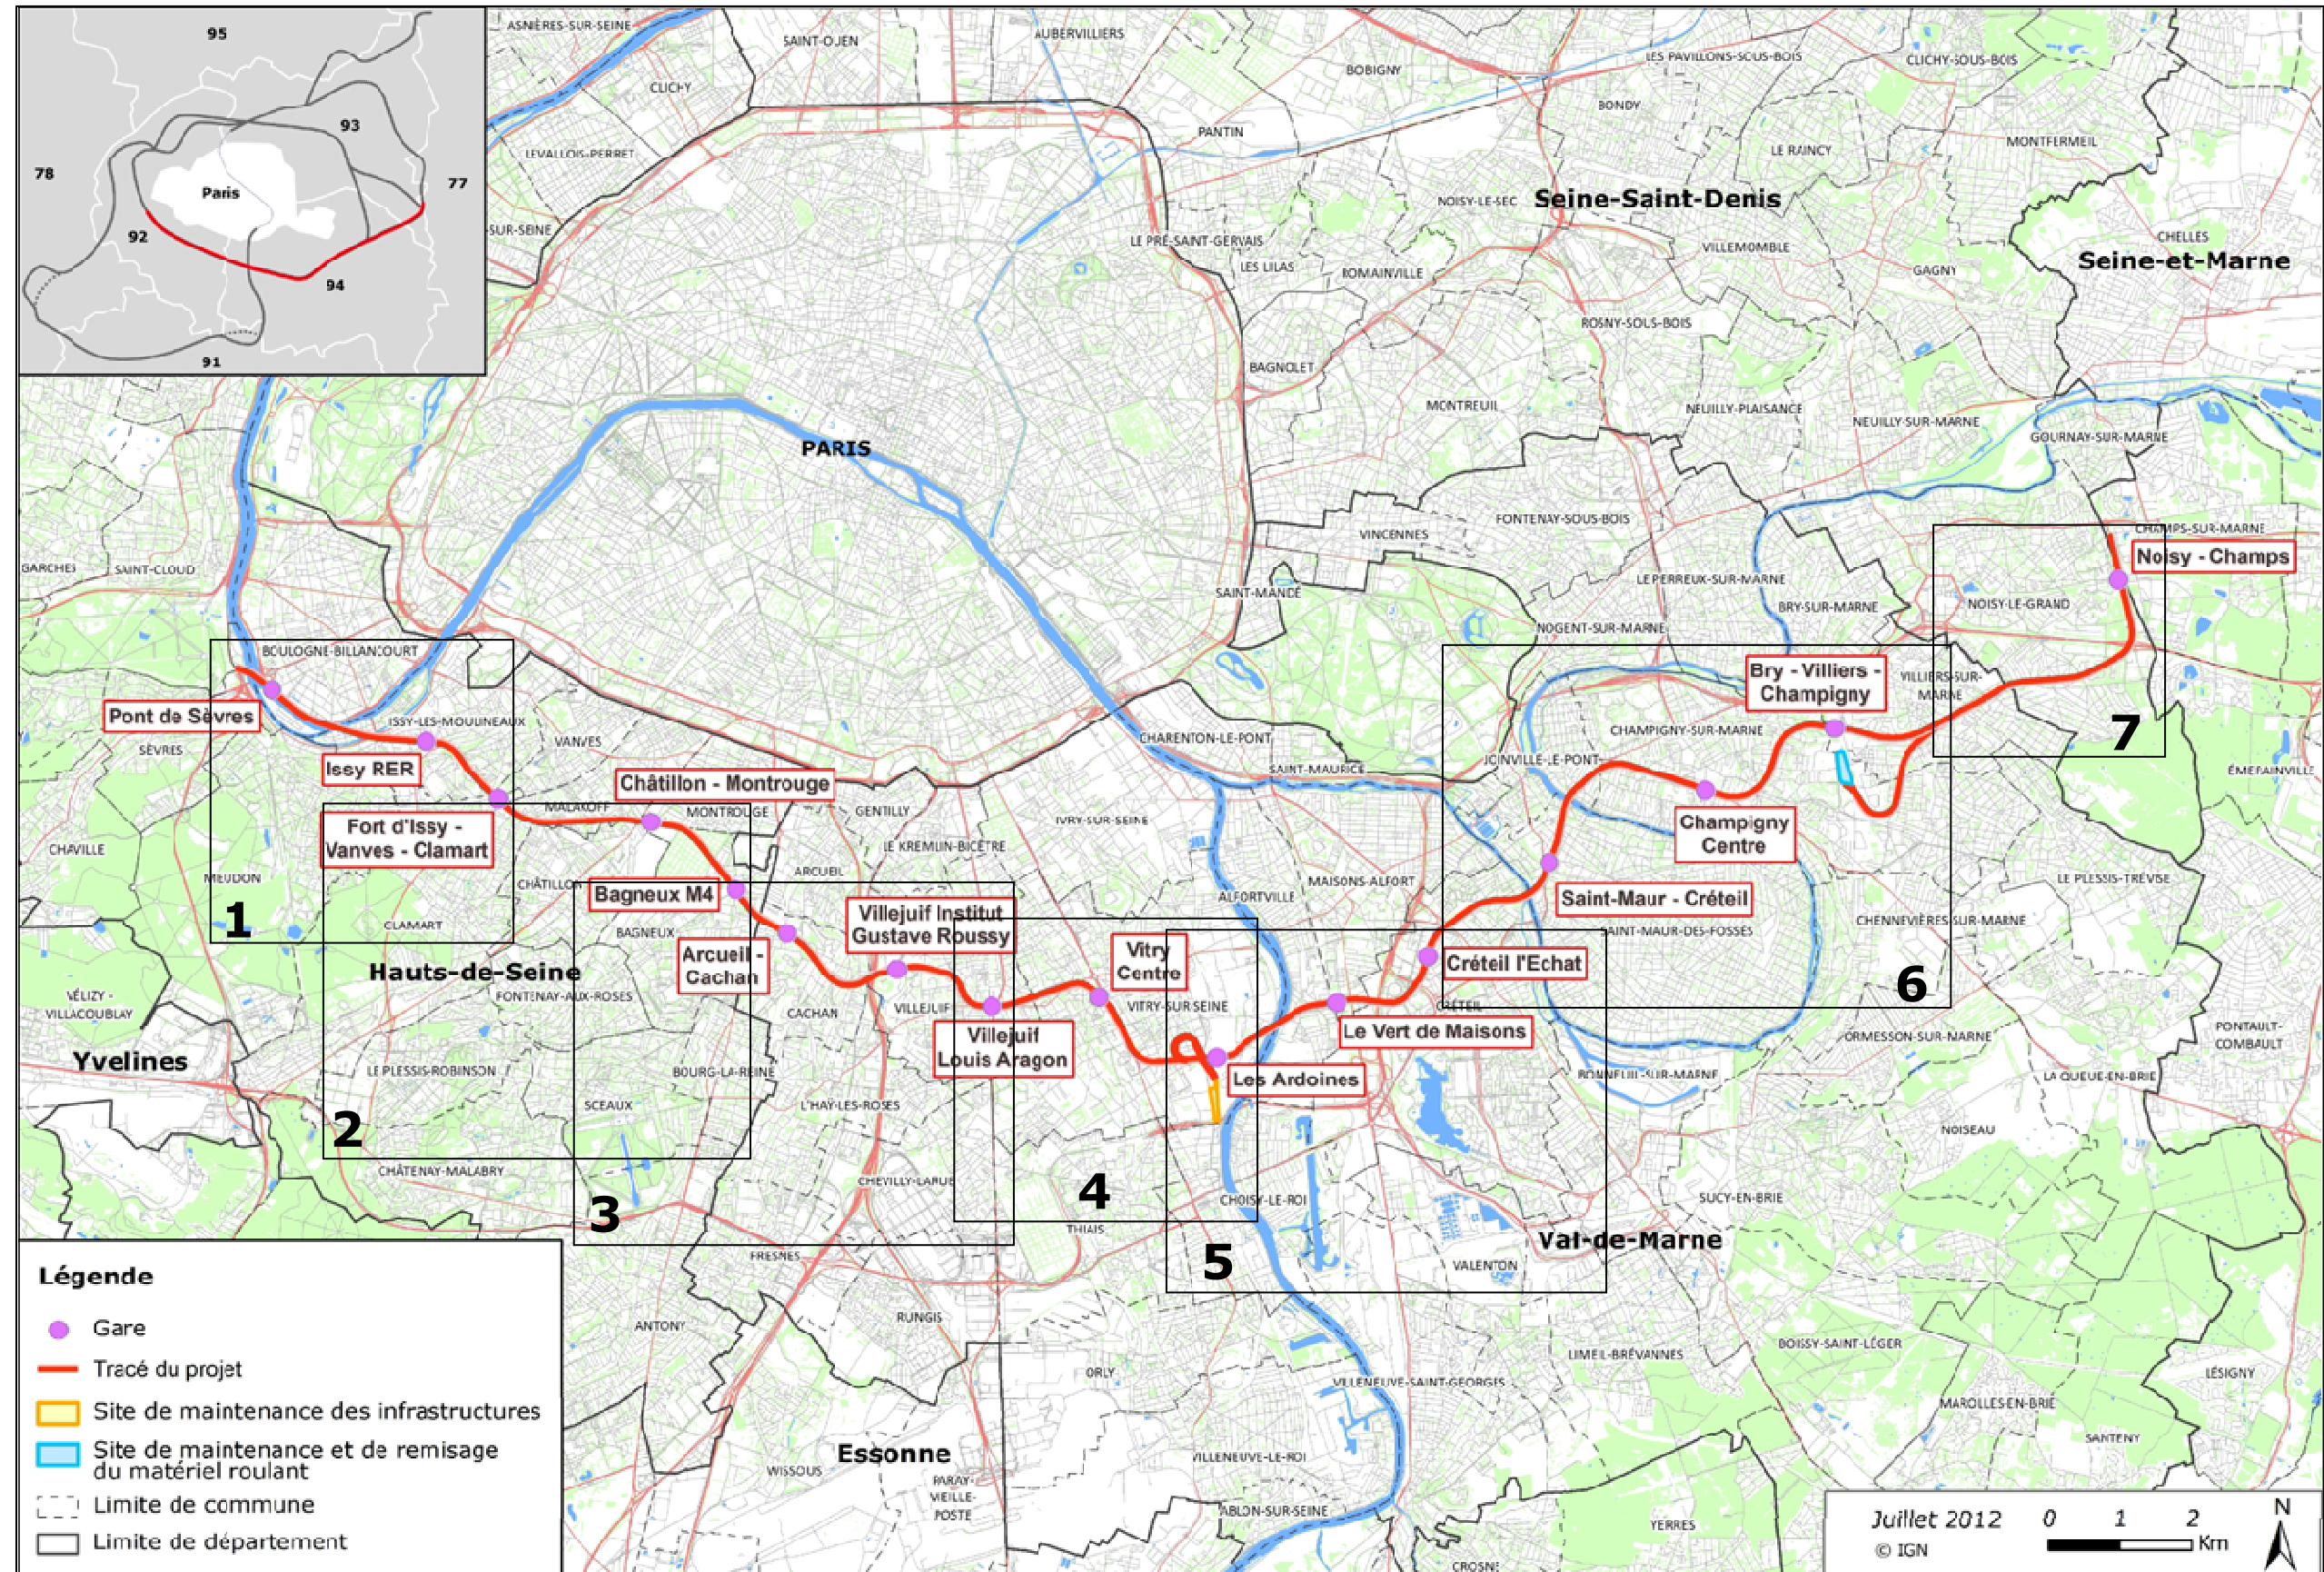 95
93
78
77
Paris
92
94
91
ASNIÈRES-SUR-SEINE
SAINT-OUEN
AUBERVILLIERS
CLICHY
BOBIGNY
LES PAVILLONS-SOUS-BOIS
CLICHY-SOUS-BOIS
BONDY
LEVALLOIS-PERRET
PANTIN
LE RAINCY
MONTFERMEIL
NOISY-LE-SEC
Seine-Saint-Denis
-SUR-SEINE
LE PRÉ-SAINT-GERVAIS
VILLEMOMBLE
CHELLES
LES LILAS
ROMAINVILLE
GAGNY
Seine-et-Marne
ROSNY-SOUS-BOIS
BAGNOLET
MONTREUIL
NEUILLY-PLAISANCE
NEUILLY-SUR-MARNE
GOURNAY-SUR-MARNE
PARIS
FONTENAY-SOUS-BOIS
VINCENNES
CHAMPS-SUR-MARNE
Noisy - Champs
GARCHES
SAINT-CLOUD
LE PERREUX-SUR-MARNE
SAINT-MANDÉ
BRY-SUR-MARNE
NOISY-LE-GRAND
NOGENT-SUR-MARNE
BOULOGNE-BILLANCOURT
Bry - Villiers -
Champigny
VILLIERS-SUR-
MARNE
Pont de Sèvres
ISSY-LES-MOULINEAUX
SÈVRES
VANVES
CHARENTON-LE-PONT
CHAMPIGNY-SUR-MARNE
7
Issy RER
Châtillon - Montrouge
SAINT-MAURICE
JOINVILLE-LE-PONT
ÉMERAINVILLE
MALAKOFF
MONTROUGE
GENTILLY
IVRY-SUR-SEINE
Fort d'Issy -
Vanves - Clamart
Champigny
Centre
CHAVILLE
LE KREMLIN-BICÊTRE
MEUDON
CHÂTILLON
ARCUEIL
MAISONS-ALFORT
LE PLESSIS-TRÉVISE
Bagneux M4
ALFORTVILLE
Saint-Maur - Créteil
1
CLAMART
BAGNEUX
Villejuif Institut
Gustave Roussy
CHENNEVIÈRES-SUR-MARNE
SAINT-MAUR-DES-FOSSÉS
Arcueil -
Cachan
Vitry
Centre
Créteil l'Echat
Hauts-de-Seine
6
VÉLIZY -
VILLACOUBLAY
FONTENAY-AUX-ROSES
CACHAN
VILLEJUIF
VITRY-SUR-SEINE
CRÉTEIL
Villejuif
Louis Aragon
Le Vert de Maisons
ORMESSON-SUR-MARNE
PONTAULT-
COMBAULT
Yvelines
LE PLESSIS-ROBINSON
BOURG-LA-REINE
Les Ardoines
BONNEUIL-SUR-MARNE
LA QUEUE-EN-BRIE
SCEAUX
L'HAŸ-LES-ROSES
2
NOISEAU
CHÂTENAY-MALABRY
CHEVILLY-LARUE
4
CHOISY-LE-ROI
SUCY-EN-BRIE
3
THIAIS
Val-de-Marne
5
FRESNES
VALENTON
Légende
Gare
Tracé du projet
Site de maintenance des infrastructures
Site de maintenance et de remisage
du matériel roulant
Limite de commune
Limite de département
ANTONY
RUNGIS
BOISSY-SAINT-LÉGER
LIMEIL-BRÉVANNES
ORLY
LÉSIGNY
VILLENEUVE-SAINT-GEORGES
MAROLLES-EN-BRIE
SANTENY
Essonne
VILLENEUVE-LE-ROI
WISSOUS
PARAY-
VIEILLE-
POSTE
ABLON-SUR-SEINE
YERRES
CROSNE
Juillet 2012
© IGN
0 1 2
Km
N